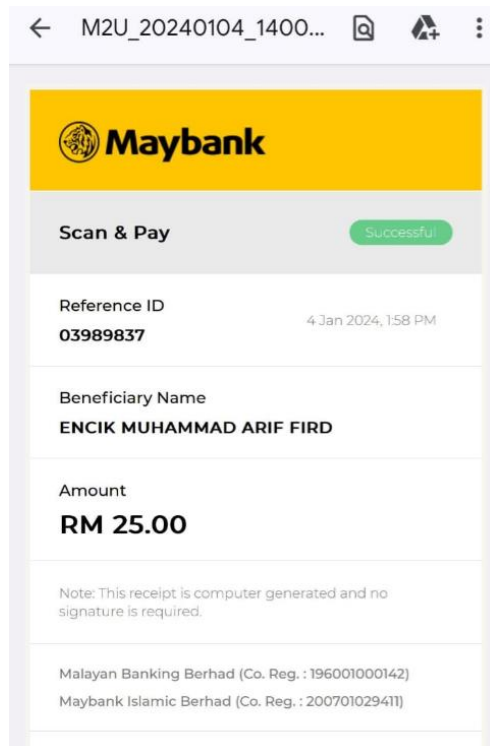 M2U_20240104_1400...
Maybank
Scan & Pay
Successful
Reference ID
4 Jan 2024, 1:58 PM
03989837
Beneficiary Name
ENCIK MUHAMMAD ARIF FIRD
Amount
RM 25.00
Note: This receipt is computer generated and no
signature is required.
Malayan Banking Berhad (Co. Reg. : 196001000142)
Maybank Islamic Berhad (Co. Reg. : 200701029411)